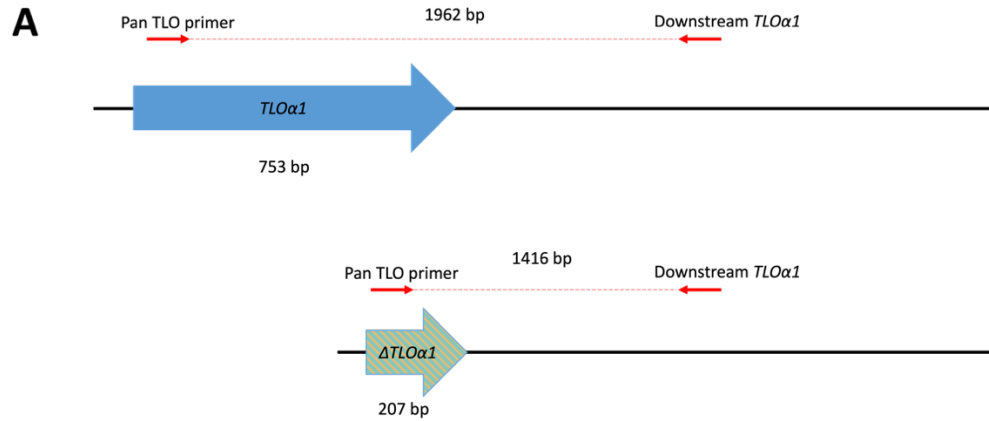 A
1962 bp
Pan TLO primer
Downstream TLOα1
TLOα1
753 bp
1416 bp
Pan TLO primer
Downstream TLOα1
ΔTLOα1
207 bp